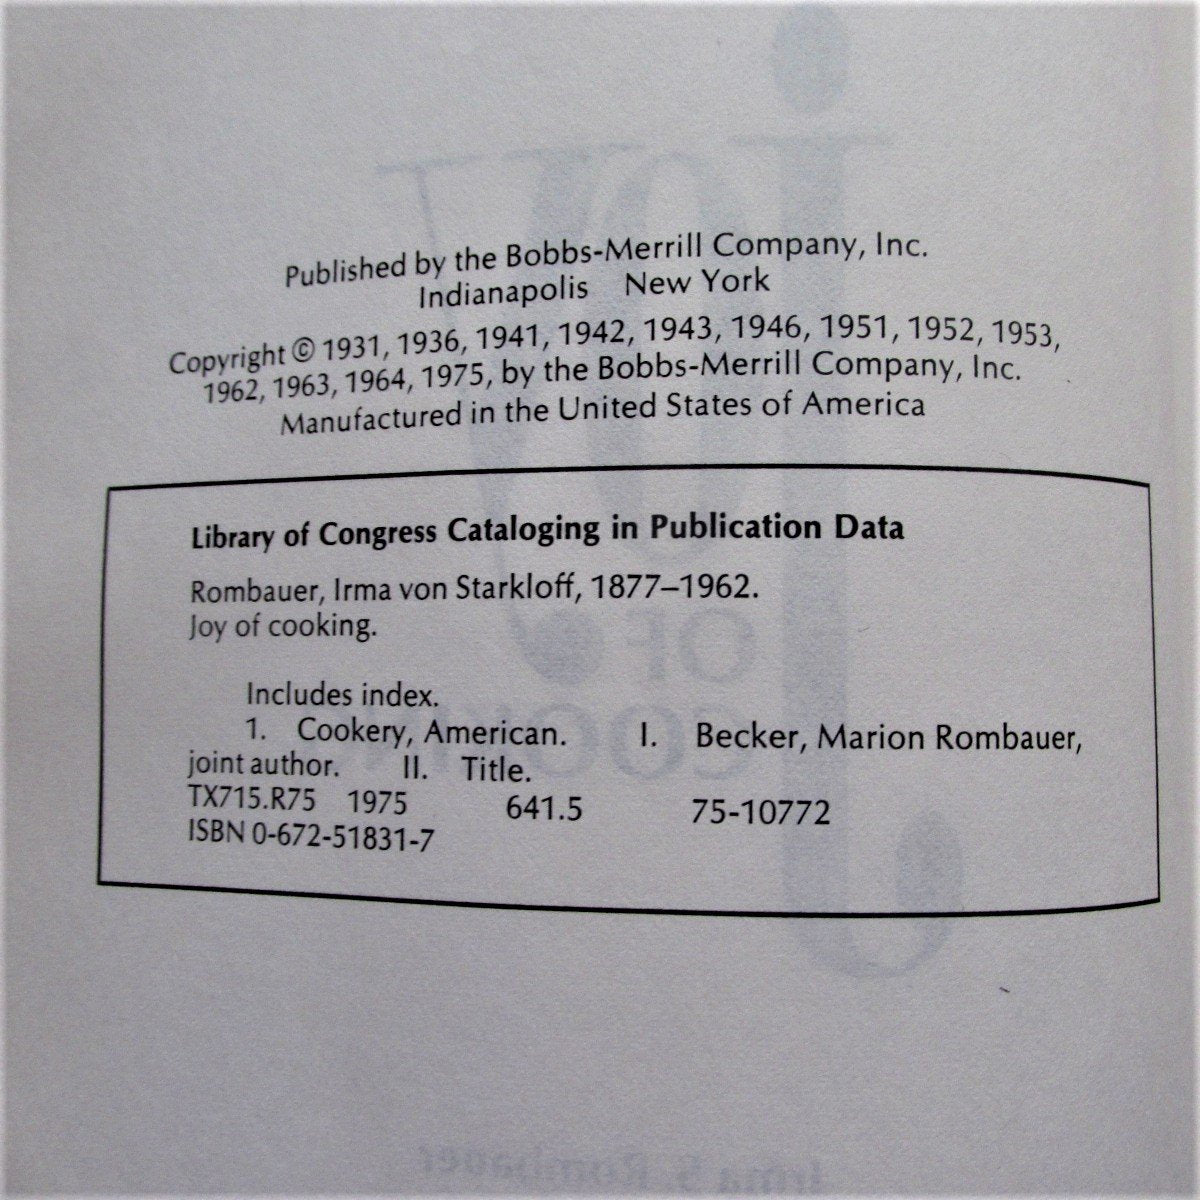 Published by the Bobbs-Merrill Company, Inc.
Indianapolis New York
Copyright © 1931, 1936, 1941, 1942, 1943, 1946, 1951, 1952, 1953,
1962, 1963, 1964, 1975, by the Bobbs-Merrill Company, Inc.
Manufactured in the United States of America
Library of Congress Cataloging in Publication Data
Rombauer, Irma von Starkloff, 1877–1962.
Joy of cooking.
Includes index.
1. Cookery, American. I. Becker, Marion Rombauer,
joint author. II. Title.
TX715.R75 1975 641.5 75-10772
ISBN 0-672-51831-7